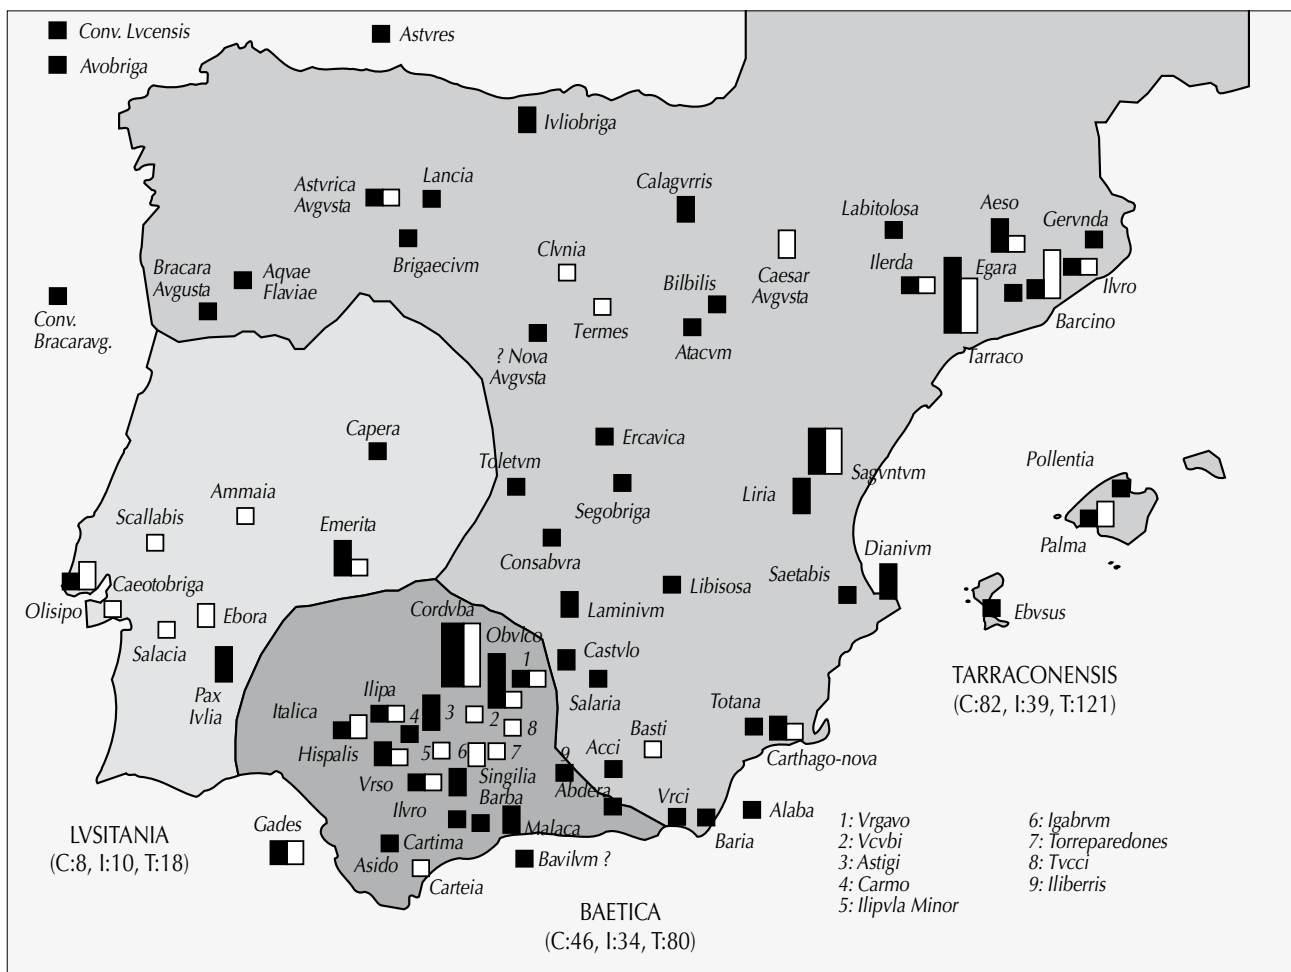 Conv. Lvcensis
Astvres
Avobriga
Ivliobriga
Astvrica
Avgvsta
Lancia
Calagvrris
Labitolosa
Aeso
Gervnda
Brigaecivm
Clvnia
Caesar
Avgvsta
Ilerda
Egara
Ilvro
Bracara
Avgusta
Aqvae
Flaviae
Bilbilis
Termes
Barcino
Conv.
Bracaravg.
? Nova
Avgvsta
Atacvm
Tarraco
Capera
Ercavica
Toletvm
Sagvntvm
Pollentia
Ammaia
Liria
Segobriga
Scallabis
Emerita
Palma
Consabvra
Dianivm
Caeotobriga
Saetabis
Libisosa
Olisipo
Ebora
Cordvba
Laminivm
Ebvsus
Salacia
Obvlco
1
Castvlo
TARRACONENSIS
(C:82, I:39, T:121)
Pax
Ivlia
Ilipa
Italica
4
3
2
8
Salaria
Totana
Basti
Hispalis
5
6
7
9
Acci
Carthago-nova
Vrso
Singilia
Barba
Abdera
Vrci
Ilvro
Alaba
Gades
Malaca
Baria
LVSITANIA
(C:8, I:10, T:18)
Cartima
Asido
Bavilvm ?
Carteia
BAETICA
(C:46, I:34, T:80)
1: Vrgavo
2: Vcvbi
3: Astigi
4: Carmo
5: Ilipvla Minor
6: Igabrvm
7: Torreparedones
8: Tvcci
9: Iliberris